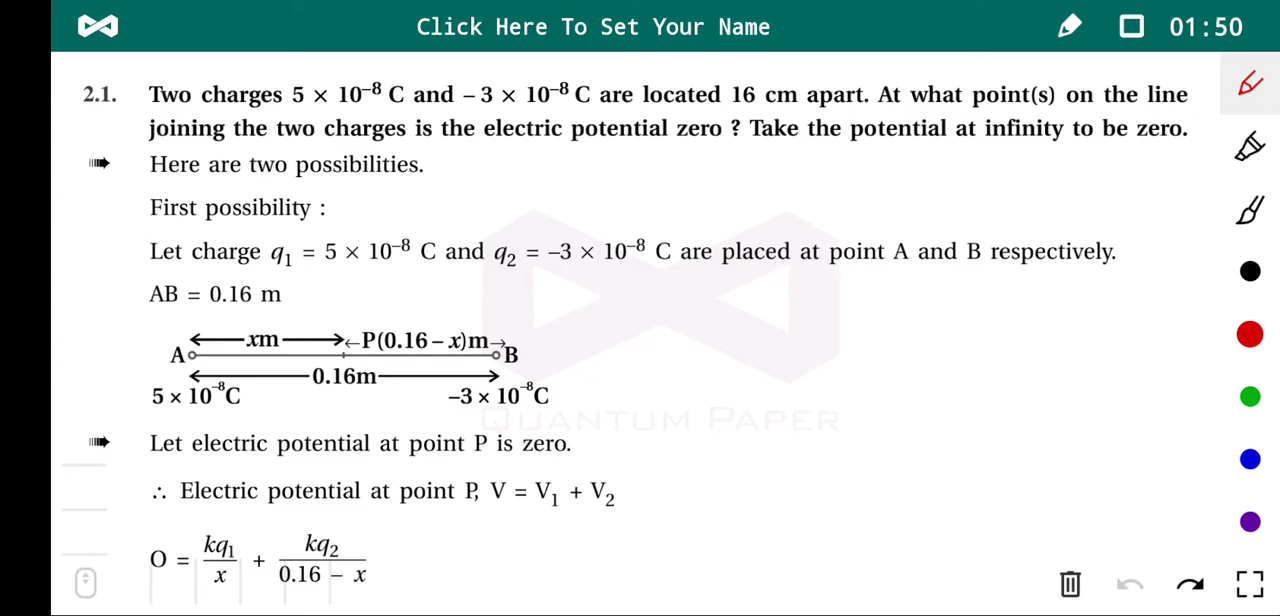 Click Here To Set Your Name
01:50
2.1. Two charges 5 × 10⁻⁸ C and – 3 × 10⁻⁸ C are located 16 cm apart. At what point(s) on the line
joining the two charges is the electric potential zero ? Take the potential at infinity to be zero.
➠ Here are two possibilities.
First possibility :
Let charge q₁ = 5 × 10⁻⁸ C and q₂ = –3 × 10⁻⁸ C are placed at point A and B respectively.
AB = 0.16 m
xm P(0.16 – x)m
A B
0.16m
5 × 10⁻⁸C –3 × 10⁻⁸C
QUANTUM PAPER
➠ Let electric potential at point P is zero.
∴ Electric potential at point P, V = V₁ + V₂
O = kq₁/x + kq₂/0.16 – x